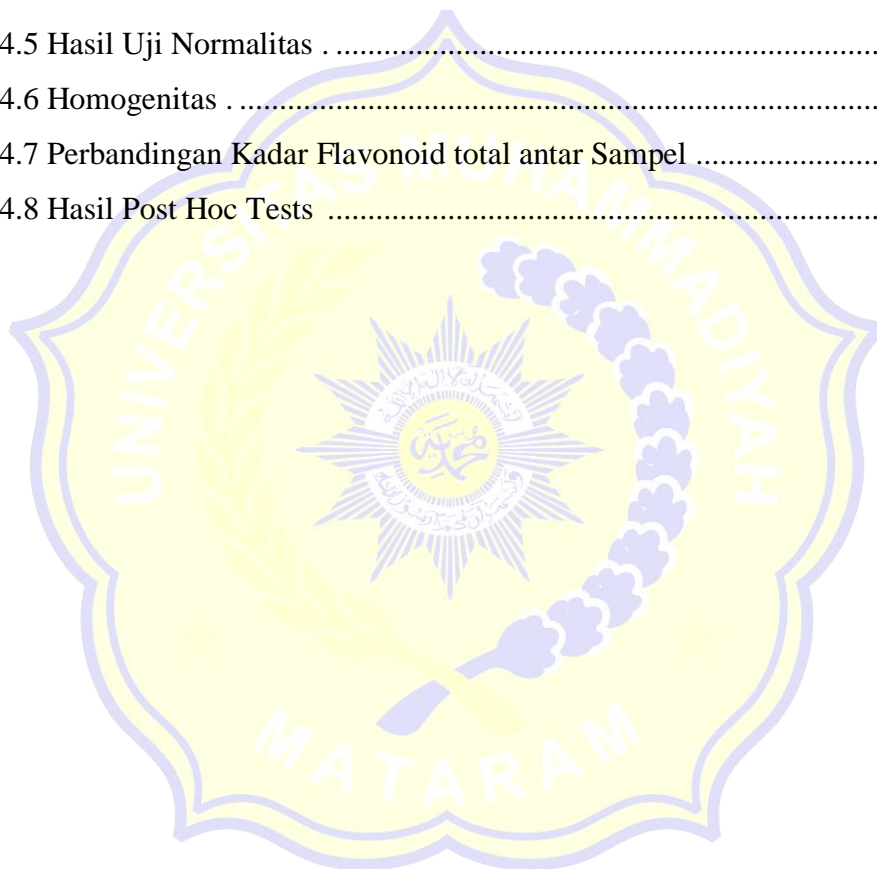 4.5 Hasil Uji Normalitas . ........................................................................
4.6 Homogenitas . ....................................................................................
4.7 Perbandingan Kadar Flavonoid total antar Sampel ........................
4.8 Hasil Post Hoc Tests ........................................................................
UNIVERSITAS MUHAMMADIYAH
MATARAM